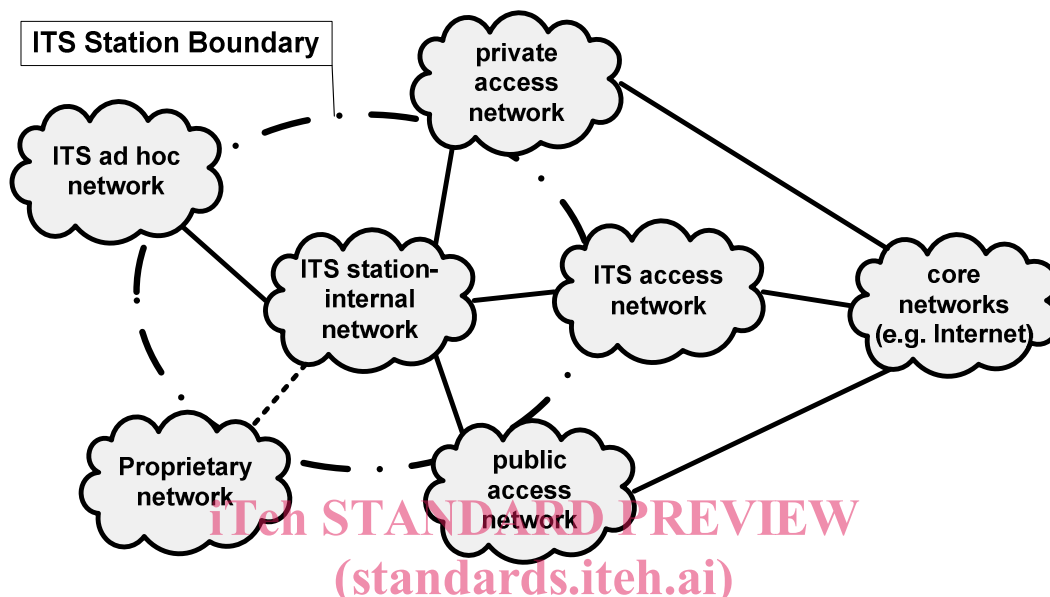 ITS Station Boundary
private
access
network
ITS ad hoc
network
ITS station-
internal
network
ITS access
network
core
networks
(e.g. Internet)
Proprietary
network
public
access
network
iTeh STANDARD PREVIEW
(standards.iteh.ai)